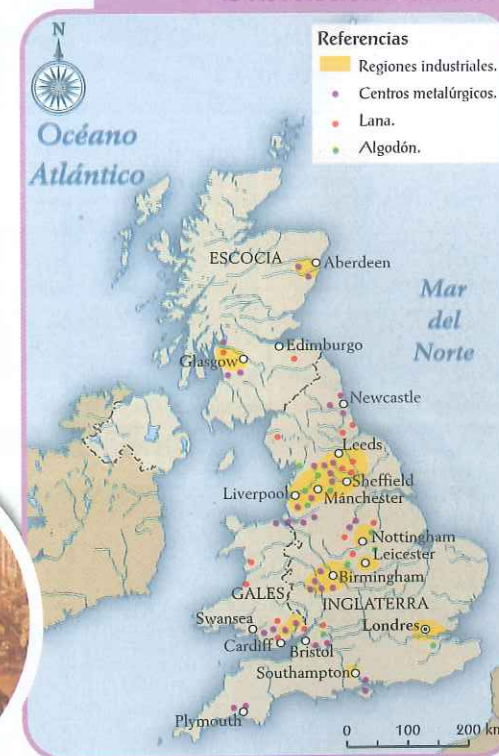 N
Referencias
Regiones industriales.
Centros metalúrgicos.
Lana.
Algodón.
Océano
Atlántico
ESCOCIA
Aberdeen
Mar
del
Norte
Edimburgo
Glasgow
Newcastle
Leeds
Sheffield
Liverpool
Mánchester
Nottingham
Leicester
Birmingham
GALES
INGLATERRA
Swansea
Londres
Cardiff
Bristol
Southampton
Plymouth
0 100 200 km